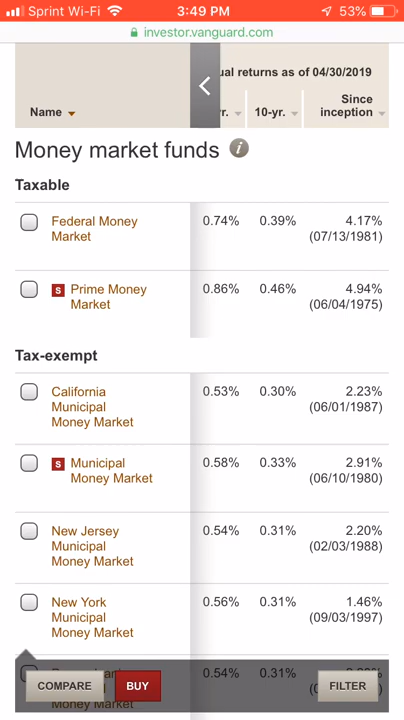 Sprint Wi-Fi 3:49 PM 53%
investor.vanguard.com
ual returns as of 04/30/2019
Name r. 10-yr. Since inception
Money market funds i
Taxable
Federal Money Market 0.74% 0.39% 4.17% (07/13/1981)
S Prime Money Market 0.86% 0.46% 4.94% (06/04/1975)
Tax-exempt
California Municipal Money Market 0.53% 0.30% 2.23% (06/01/1987)
S Municipal Money Market 0.58% 0.33% 2.91% (06/10/1980)
New Jersey Municipal Money Market 0.54% 0.31% 2.20% (02/03/1988)
New York Municipal Money Market 0.56% 0.31% 1.46% (09/03/1997)
0.54% 0.31%
COMPARE BUY FILTER
Money Market